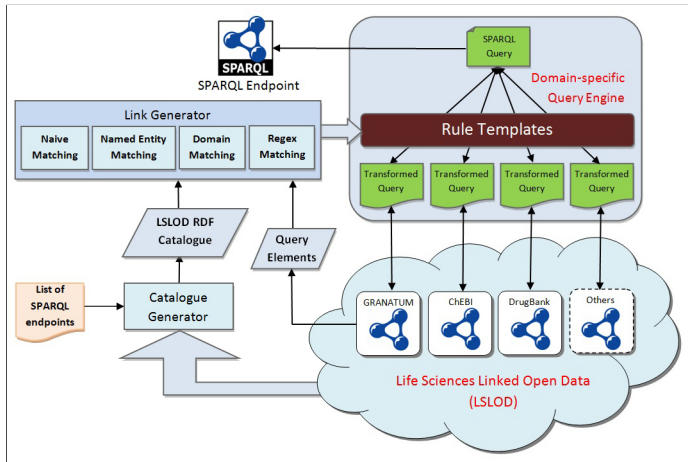 SPARQL
Query
SPARQL
SPARQL Endpoint
Domain-specific
Query Engine
Link Generator
Naive
Matching
Named Entity
Matching
Domain
Matching
Regex
Matching
Rule Templates
Transformed
Query
Transformed
Query
Transformed
Query
Transformed
Query
LSLOD RDF
Catalogue
Query
Elements
List of
SPARQL
endpoints
Catalogue
Generator
GRANATUM
ChEBI
DrugBank
Others
Life Sciences Linked Open Data
(LSLOD)